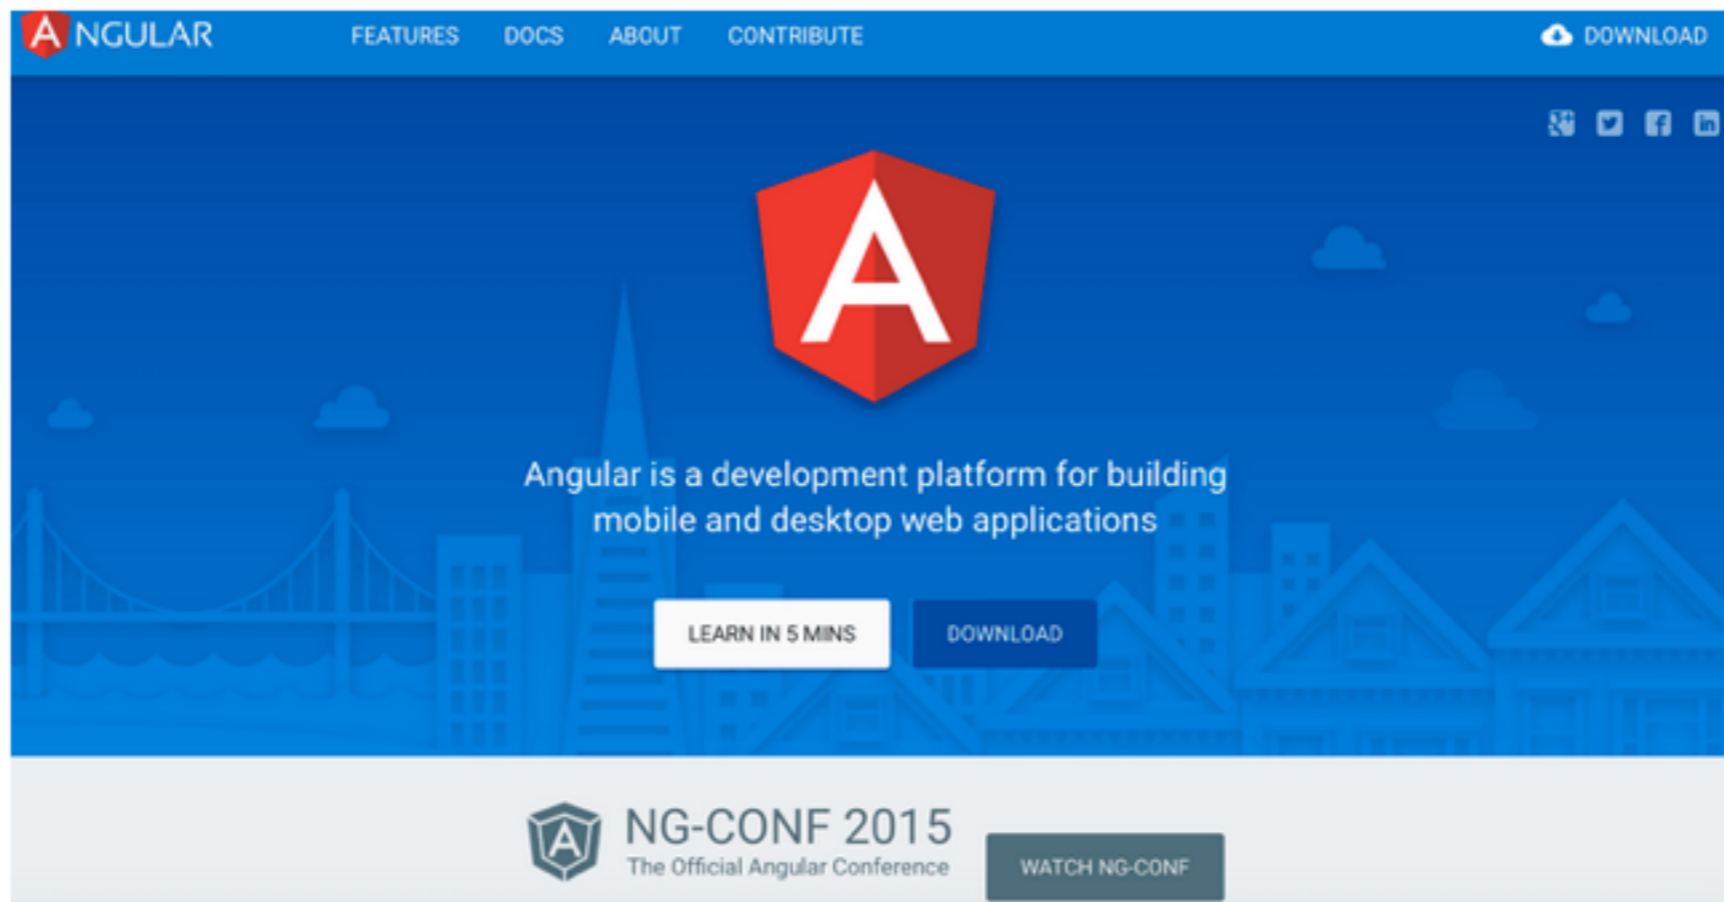 ANGULAR FEATURES DOCS ABOUT CONTRIBUTE DOWNLOAD
A
Angular is a development platform for building
mobile and desktop web applications
LEARN IN 5 MINS DOWNLOAD
A NG-CONF 2015
The Official Angular Conference
WATCH NG-CONF